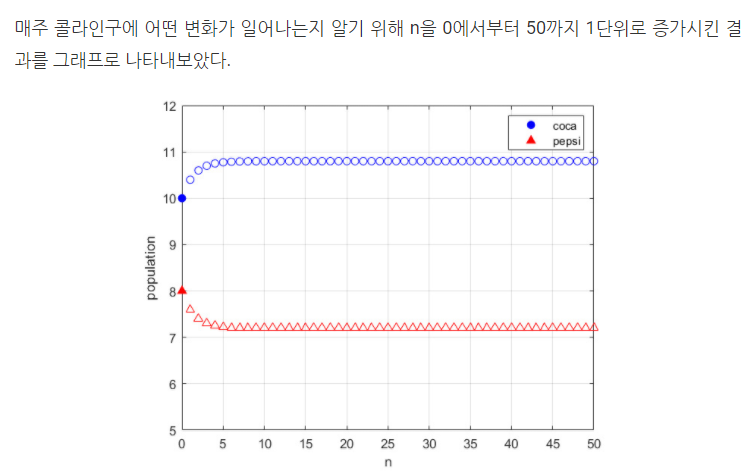 매주 콜라인구에 어떤 변화가 일어나는지 알기 위해 n을 0에서부터 50까지 1단위로 증가시킨 결
과를 그래프로 나타내보았다.
12
11
10
9
8
7
6
5
population
coca
pepsi
0 5 10 15 20 25 30 35 40 45 50
n